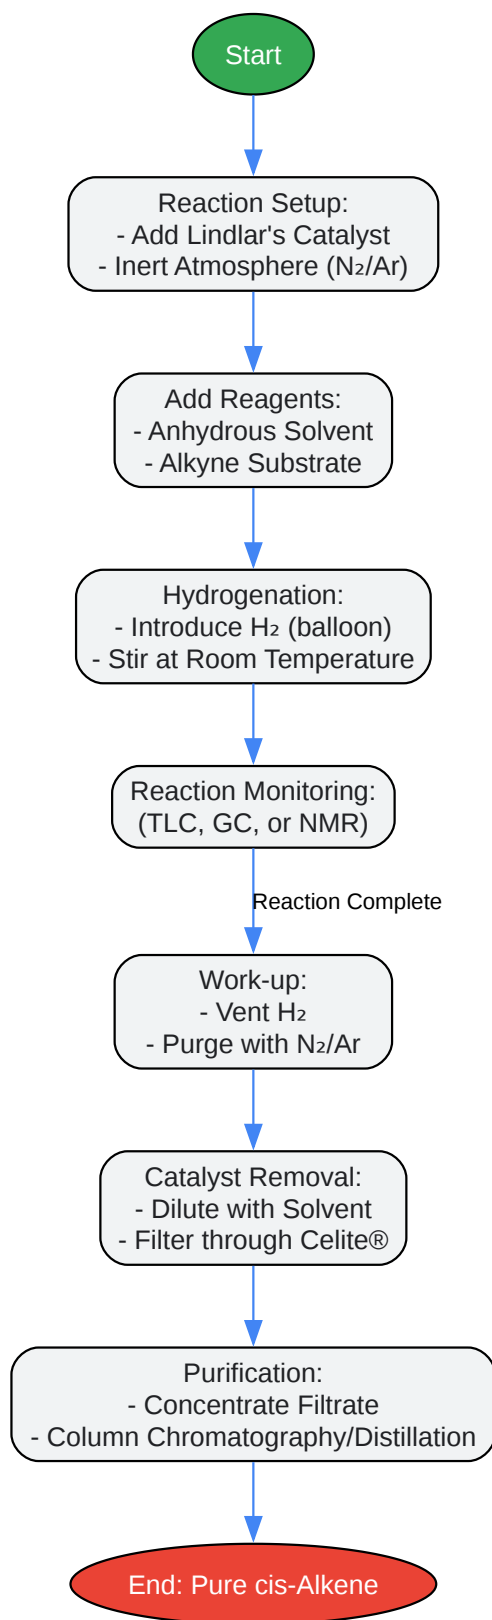 Start
Reaction Setup:
- Add Lindlar's Catalyst
- Inert Atmosphere (N₂/Ar)
Add Reagents:
- Anhydrous Solvent
- Alkyne Substrate
Hydrogenation:
- Introduce H₂ (balloon)
- Stir at Room Temperature
Reaction Monitoring:
(TLC, GC, or NMR)
Reaction Complete
Work-up:
- Vent H₂
- Purge with N₂/Ar
Catalyst Removal:
- Dilute with Solvent
- Filter through Celite®
Purification:
- Concentrate Filtrate
- Column Chromatography/Distillation
End: Pure cis-Alkene